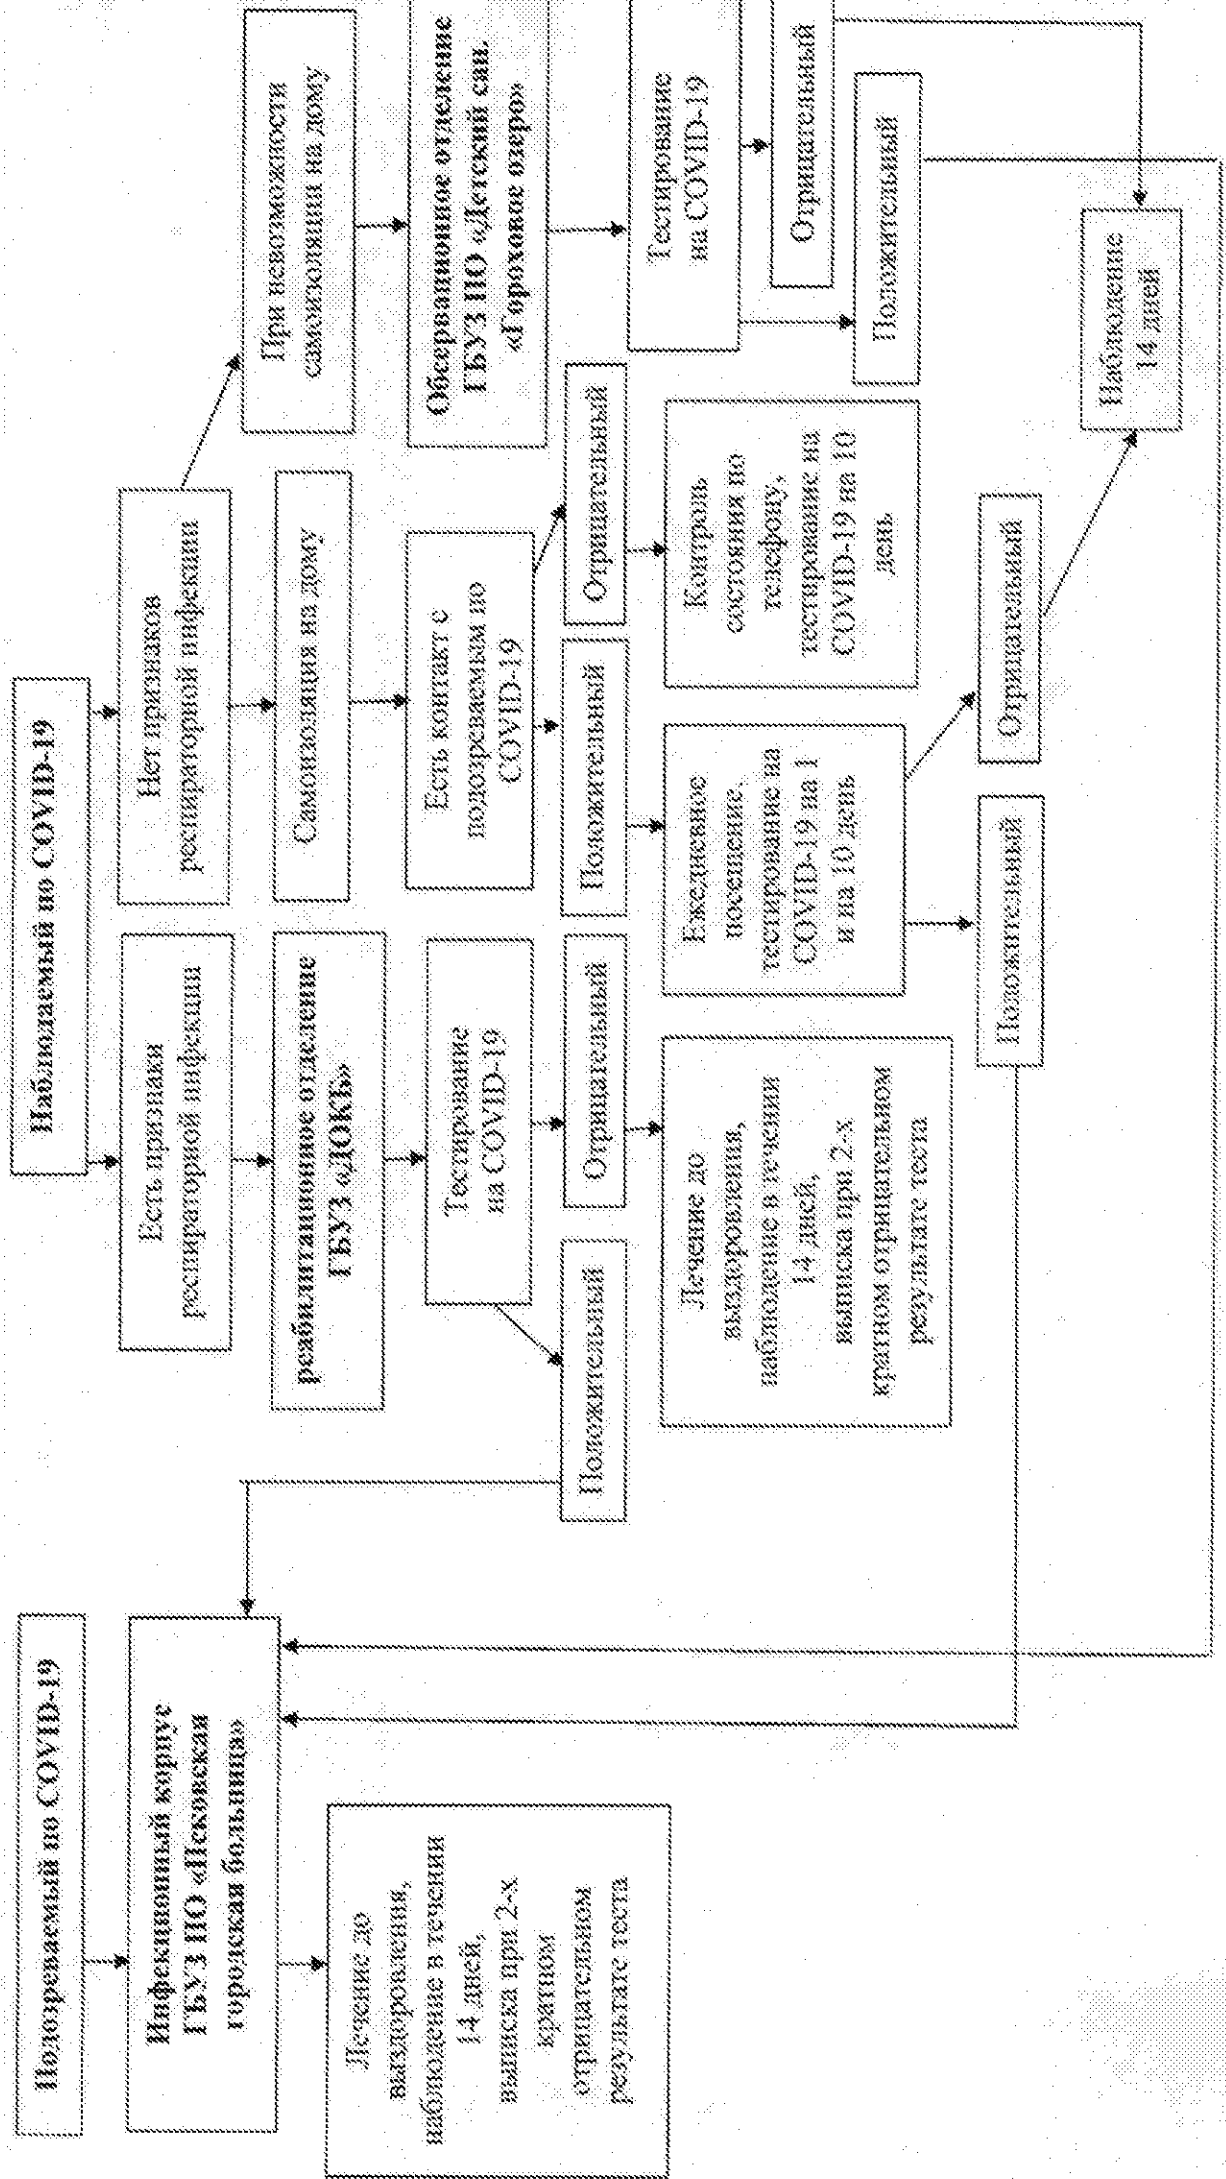 Подозреваемый по COVID-19
Инфекционный корпус
ГБУЗ ПО «Псковская
городская больница»
Лечение до
выздоровления,
наблюдение в течении
14 дней,
выписка при 2-х
кратном
отрицательном
результате теста
Наблюдаемый по COVID-19
Есть признаки
респираторной инфекции
реабилитационное отделение
ГБУЗ «ДОКБ»
Тестирование
на COVID-19
Положительный
Отрицательный
Лечение до
выздоровления,
наблюдение в течении
14 дней,
выписка при 2-х
кратном отрицательном
результате теста
Нет признаков
респираторной инфекции
Самоизоляция на дому
Есть контакт с
подозреваемым по
COVID-19
Положительный
Отрицательный
Ежедневное
посещение,
тестирование на
COVID-19 на 1
и на 10 день
Контроль
состояния по
телефону,
тестирование на
COVID-19 на 10
день
Положительный
Отрицательный
При невозможности
самоизоляции на дому
Обсервационное отделение
ГБУЗ ПО «Детский сан.
«Гороховое озеро»
Тестирование
на COVID-19
Отрицательный
Положительный
Наблюдение
14 дней